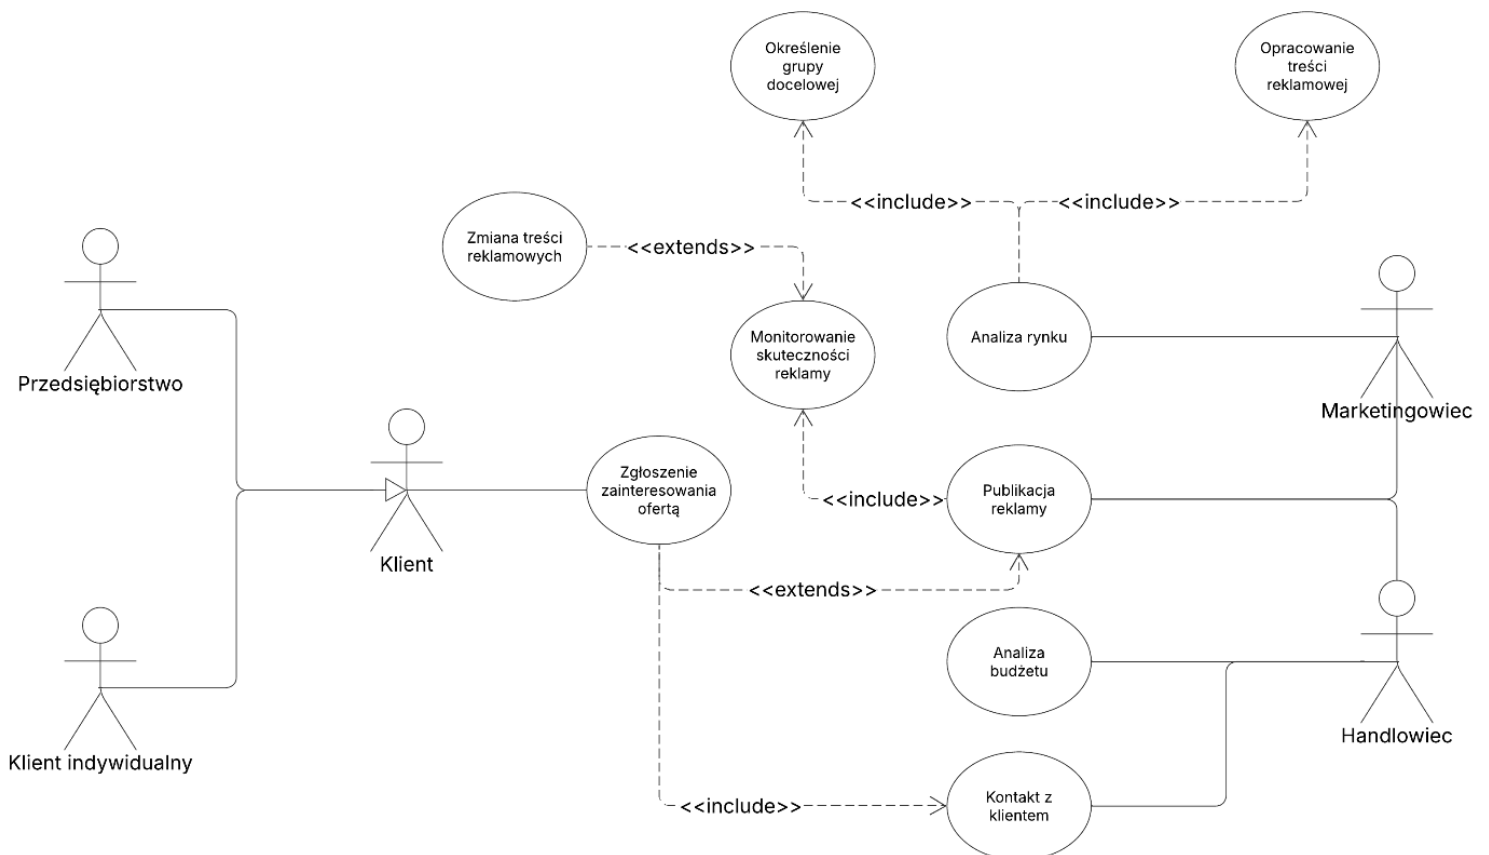 Określenie
grupy
docelowej
Opracowanie
treści
reklamowej
<<include>>
<<include>>
Zmiana treści
reklamowych
<<extends>>
Monitorowanie
skuteczności
reklamy
Analiza rynku
Przedsiębiorstwo
Marketingowiec
Zgłoszenie
zainteresowania
ofertą
<<include>>
Publikacja
reklamy
Klient
<<extends>>
Analiza
budżetu
Handlowiec
Klient indywidualny
<<include>>
Kontakt z
klientem